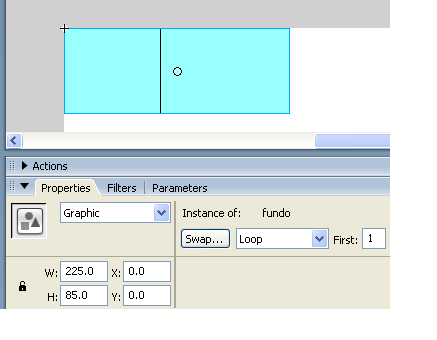 Actions
Properties Filters Parameters
Graphic Instance of: fundo
Swap... Loop First: 1
W: 225.0 X: 0.0
H: 85.0 Y: 0.0